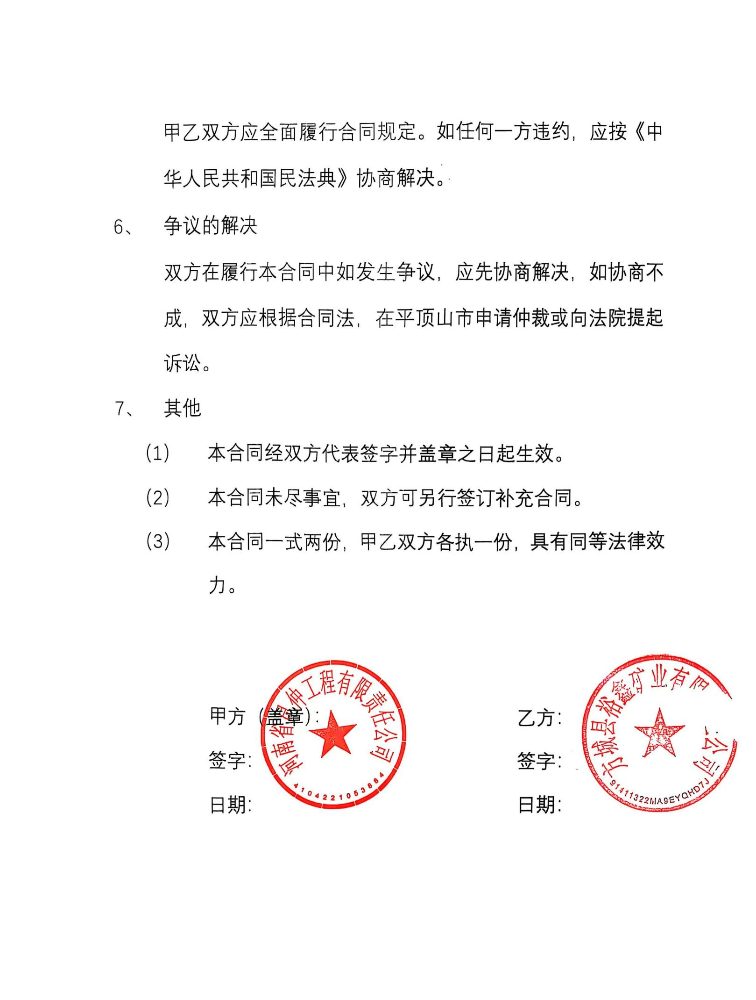 甲乙双方应全面履行合同规定。如任何一方违约，应按《中
华人民共和国民法典》协商解决。
6、 争议的解决
双方在履行本合同中如发生争议，应先协商解决，如协商不
成，双方应根据合同法，在平顶山市申请仲裁或向法院提起
诉讼。
7、 其他
(1) 本合同经双方代表签字并盖章之日起生效。
(2) 本合同未尽事宜，双方可另行签订补充合同。
(3) 本合同一式两份，甲乙双方各执一份，具有同等法律效
力。
甲方（盖章）： 乙方：
签字： 签字：
日期： 日期：
河南省 仲工程有限责任公司
4104221053884
方城县裕鑫矿业有限 公司
91411322MA9EYQHD7J